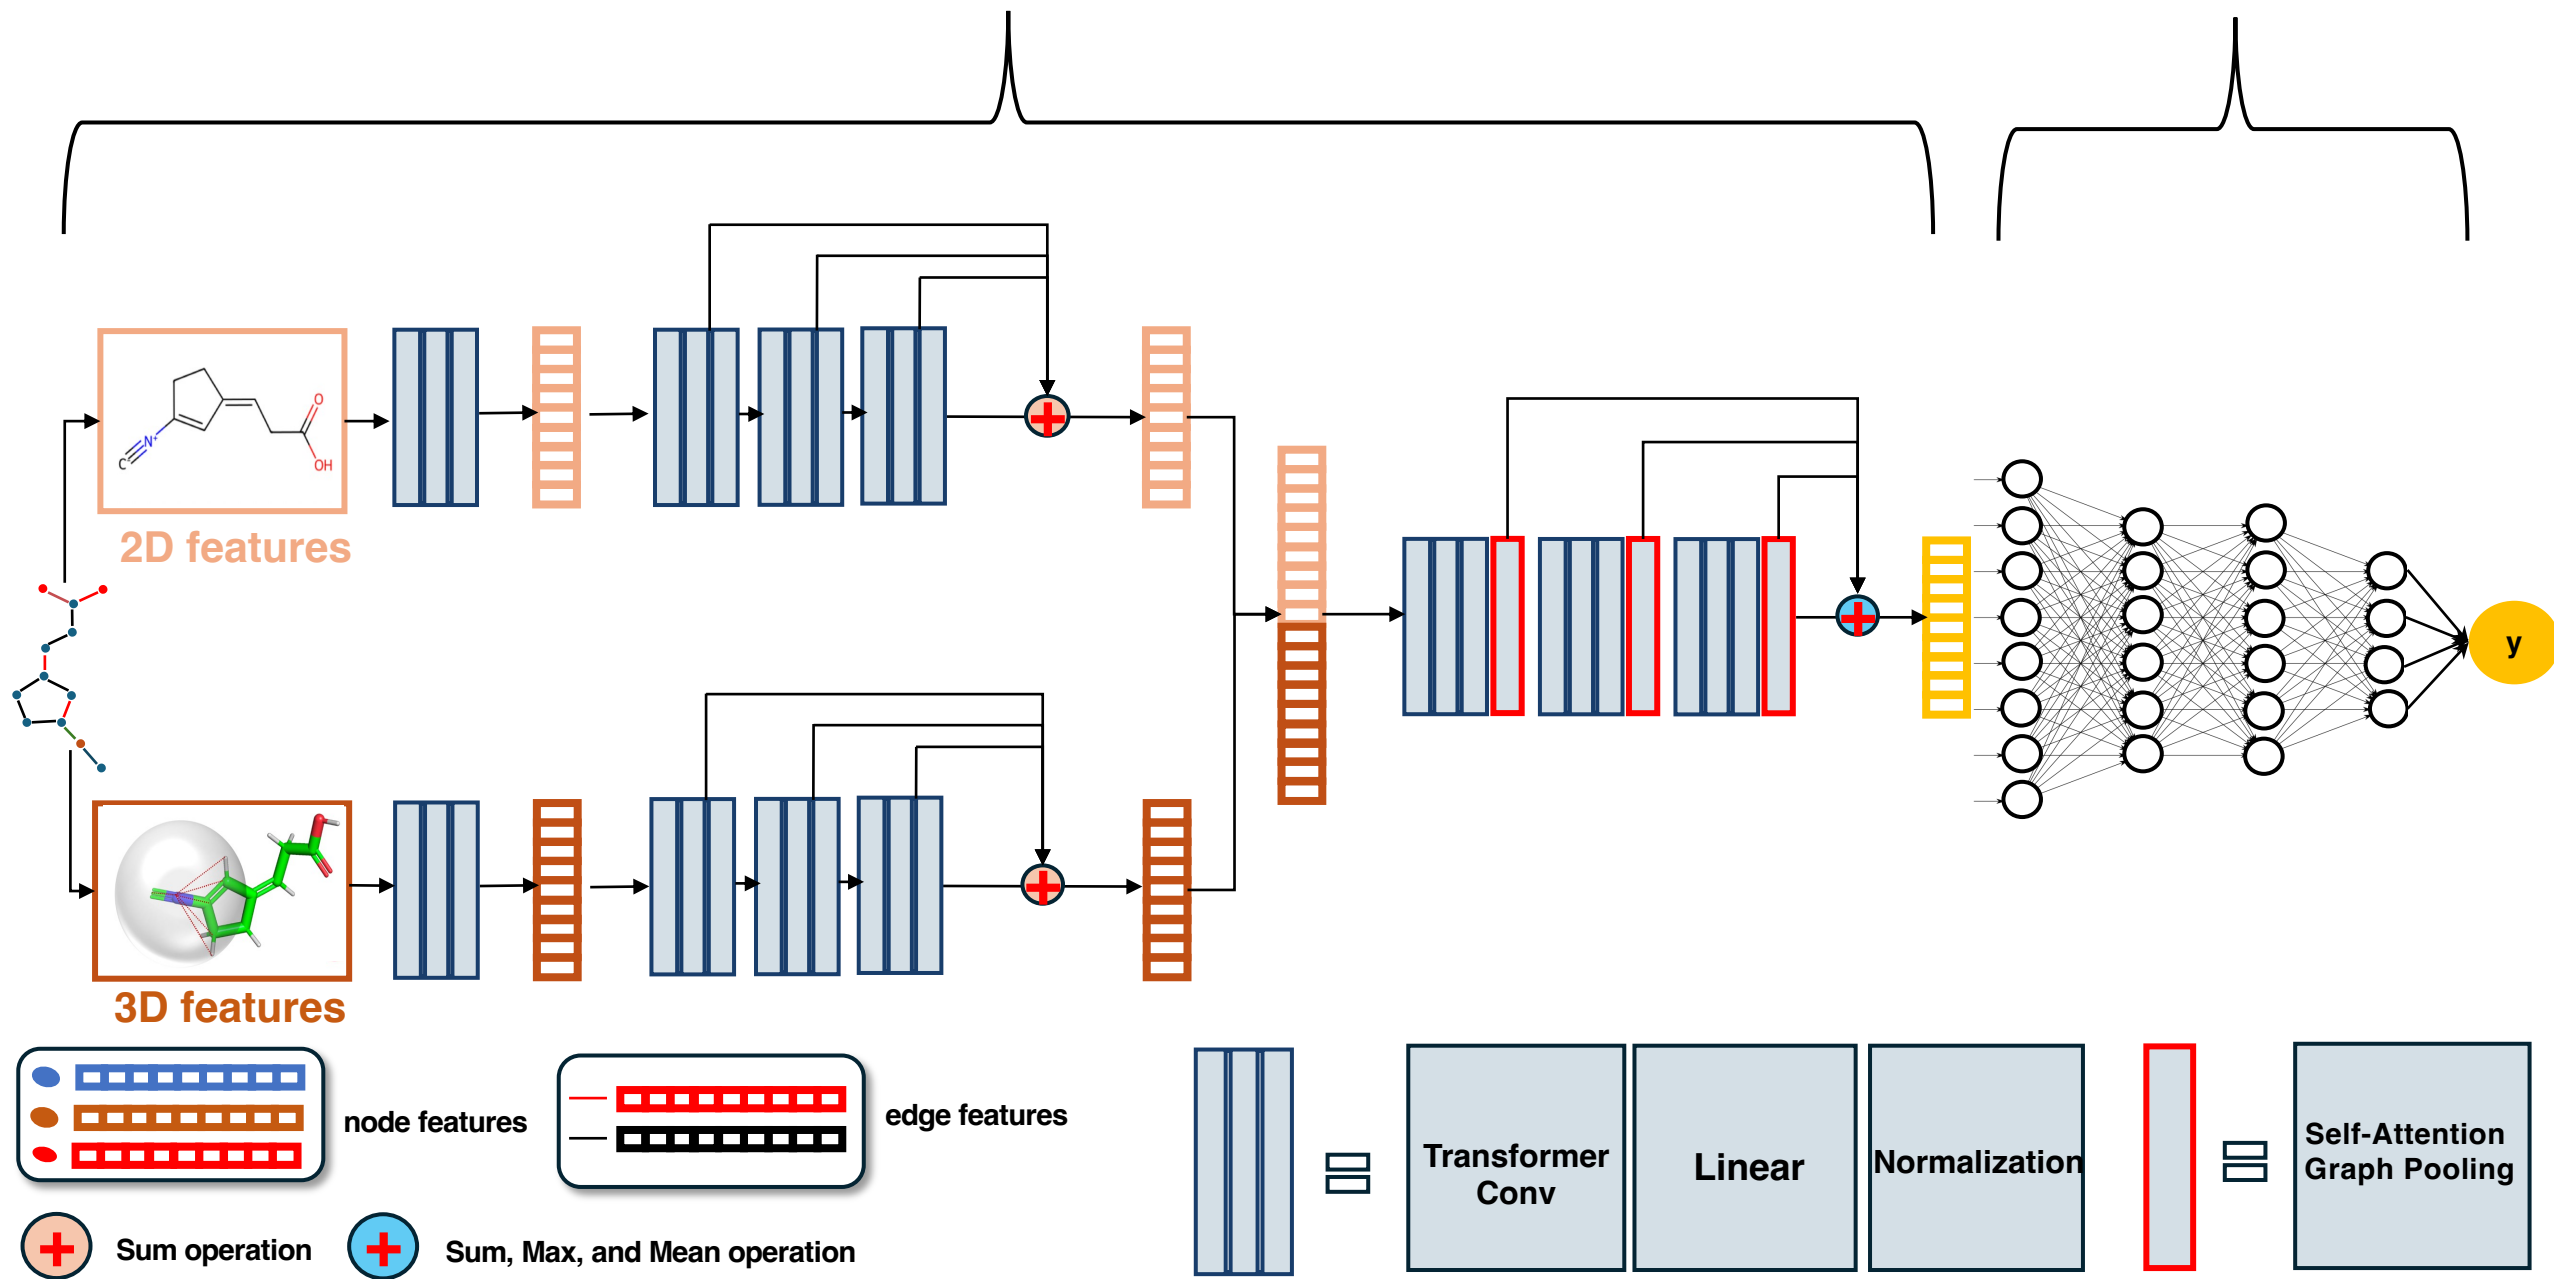 O
N⁺
C
OH
2D features
y
3D features
node features
edge features
Transformer
Conv
Linear
Normalization
Self-Attention
Graph Pooling
Sum operation
Sum, Max, and Mean operation